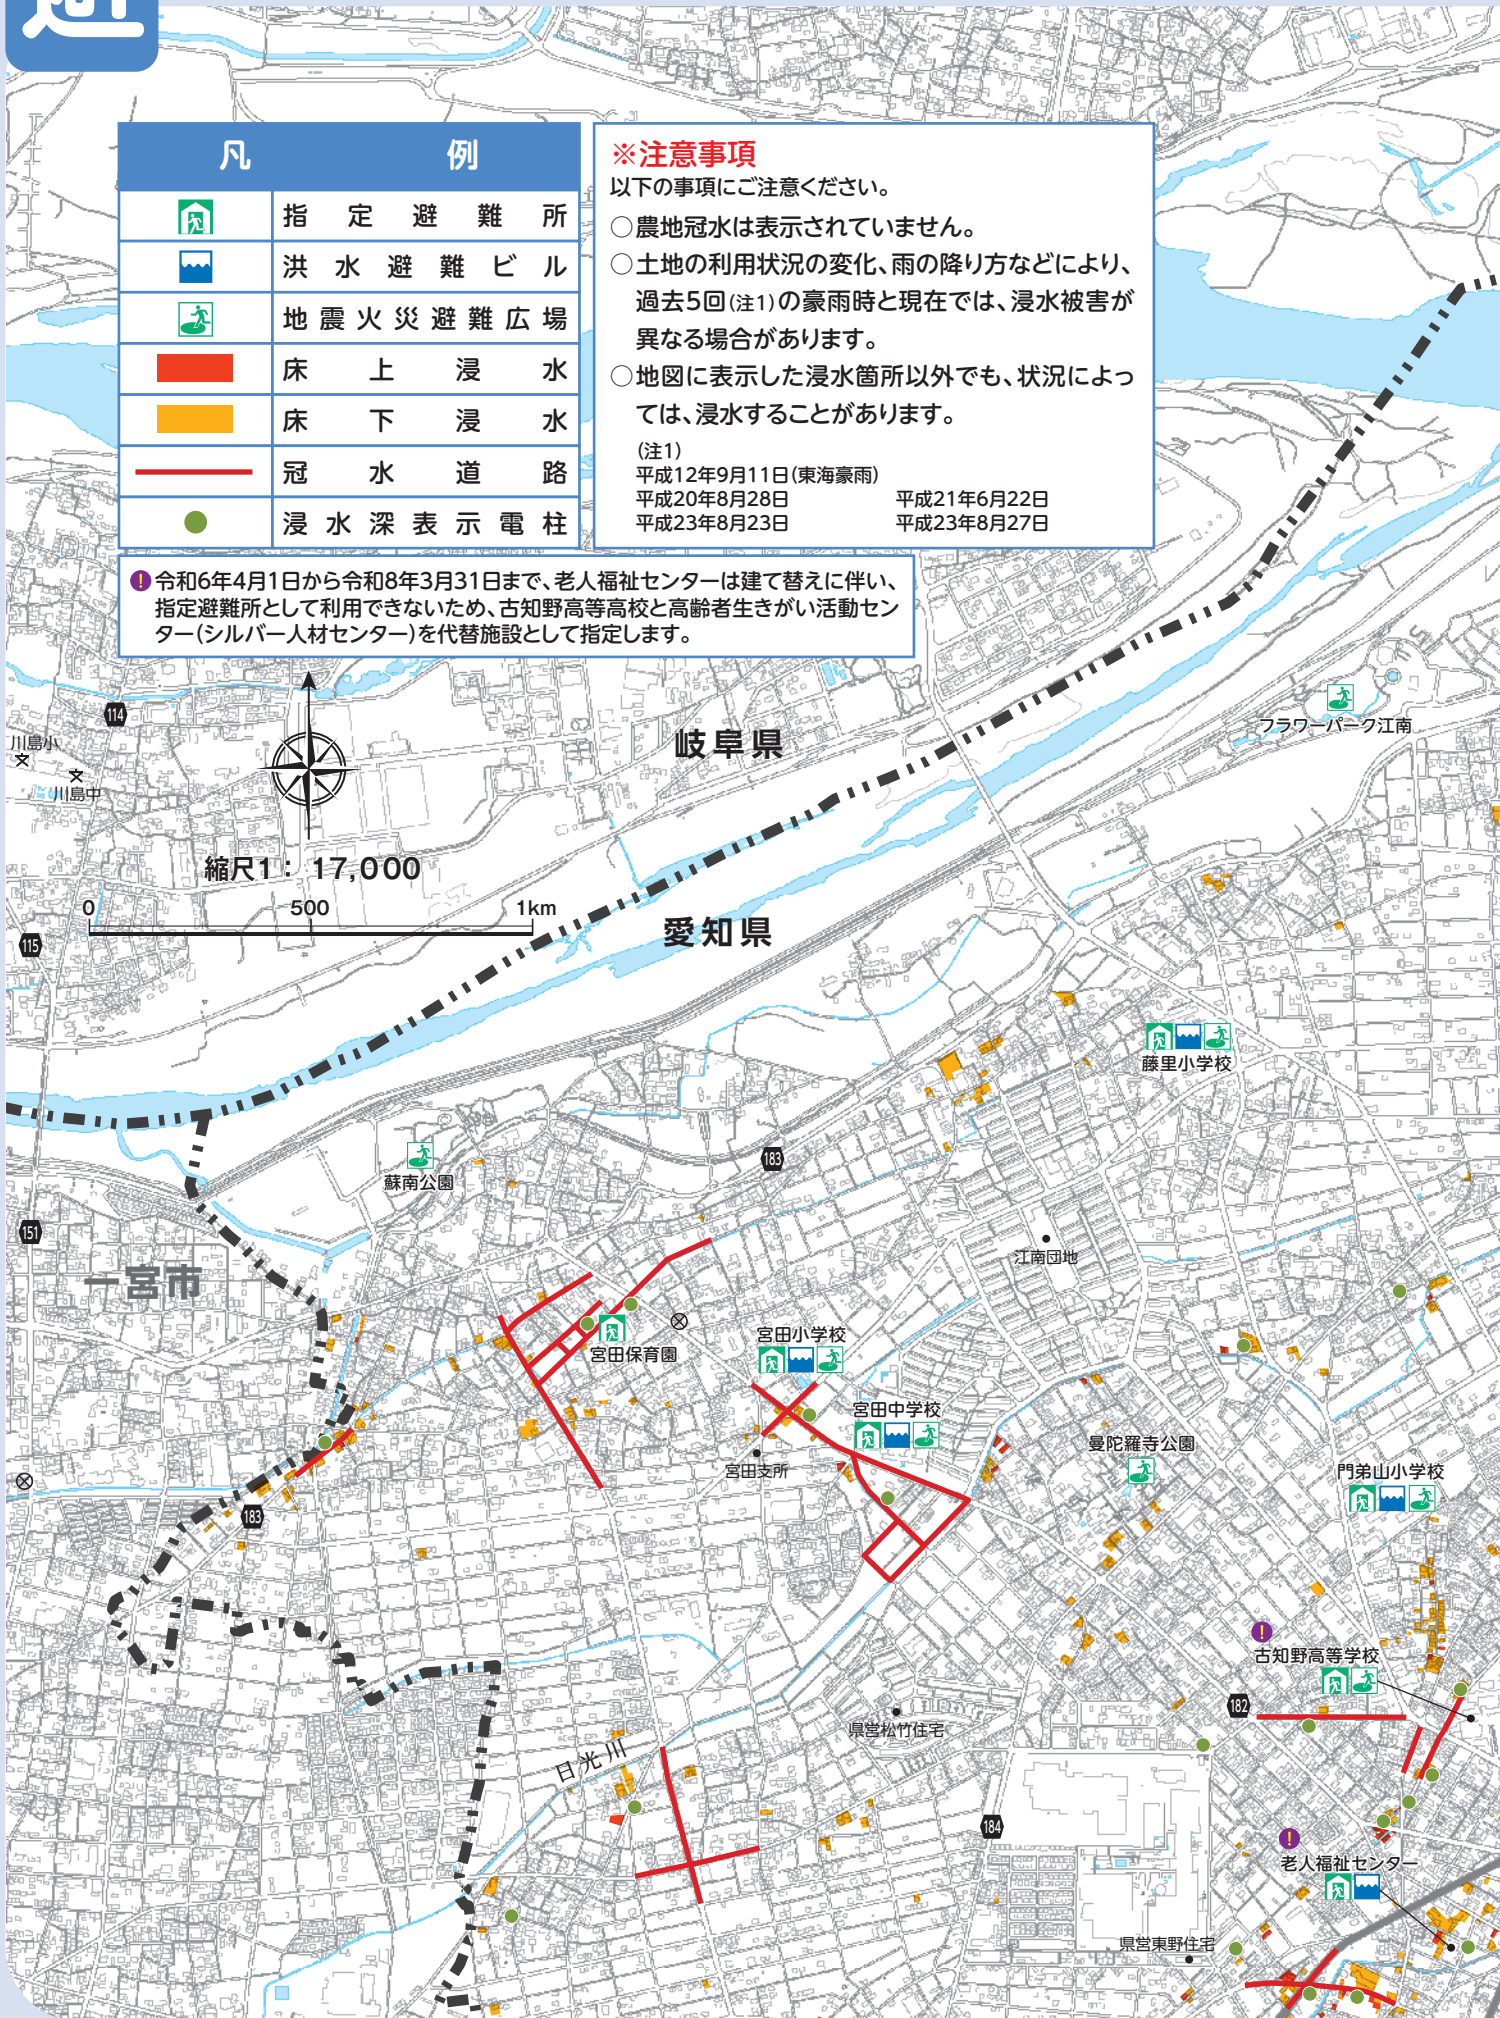 凡例
指定避難所
洪水避難ビル
地震火災避難広場
床上浸水
床下浸水
冠水道路
浸水深表示電柱
※注意事項
以下の事項にご注意ください。
○農地冠水は表示されていません。
○土地の利用状況の変化、雨の降り方などにより、
過去5回(注1)の豪雨時と現在では、浸水被害が
異なる場合があります。
○地図に表示した浸水箇所以外でも、状況によっ
ては、浸水することがあります。
(注1)
平成12年9月11日(東海豪雨)
平成20年8月28日 平成21年6月22日
平成23年8月23日 平成23年8月27日
! 令和6年4月1日から令和8年3月31日まで、老人福祉センターは建て替えに伴い、
指定避難所として利用できないため、古知野高等高校と高齢者生きがい活動セン
ター(シルバー人材センター)を代替施設として指定します。
114
川島小
川島中
岐阜県
フラワーパーク江南
縮尺1：17,000
0 500 1km
115
愛知県
藤里小学校
183
蘇南公園
151
一宮市
江南団地
宮田小学校
宮田保育園
宮田中学校
曼陀羅寺公園
宮田支所
門弟山小学校
183
!
古知野高等学校
182
県営松竹住宅
日光川
184
!
老人福祉センター
県営東野住宅